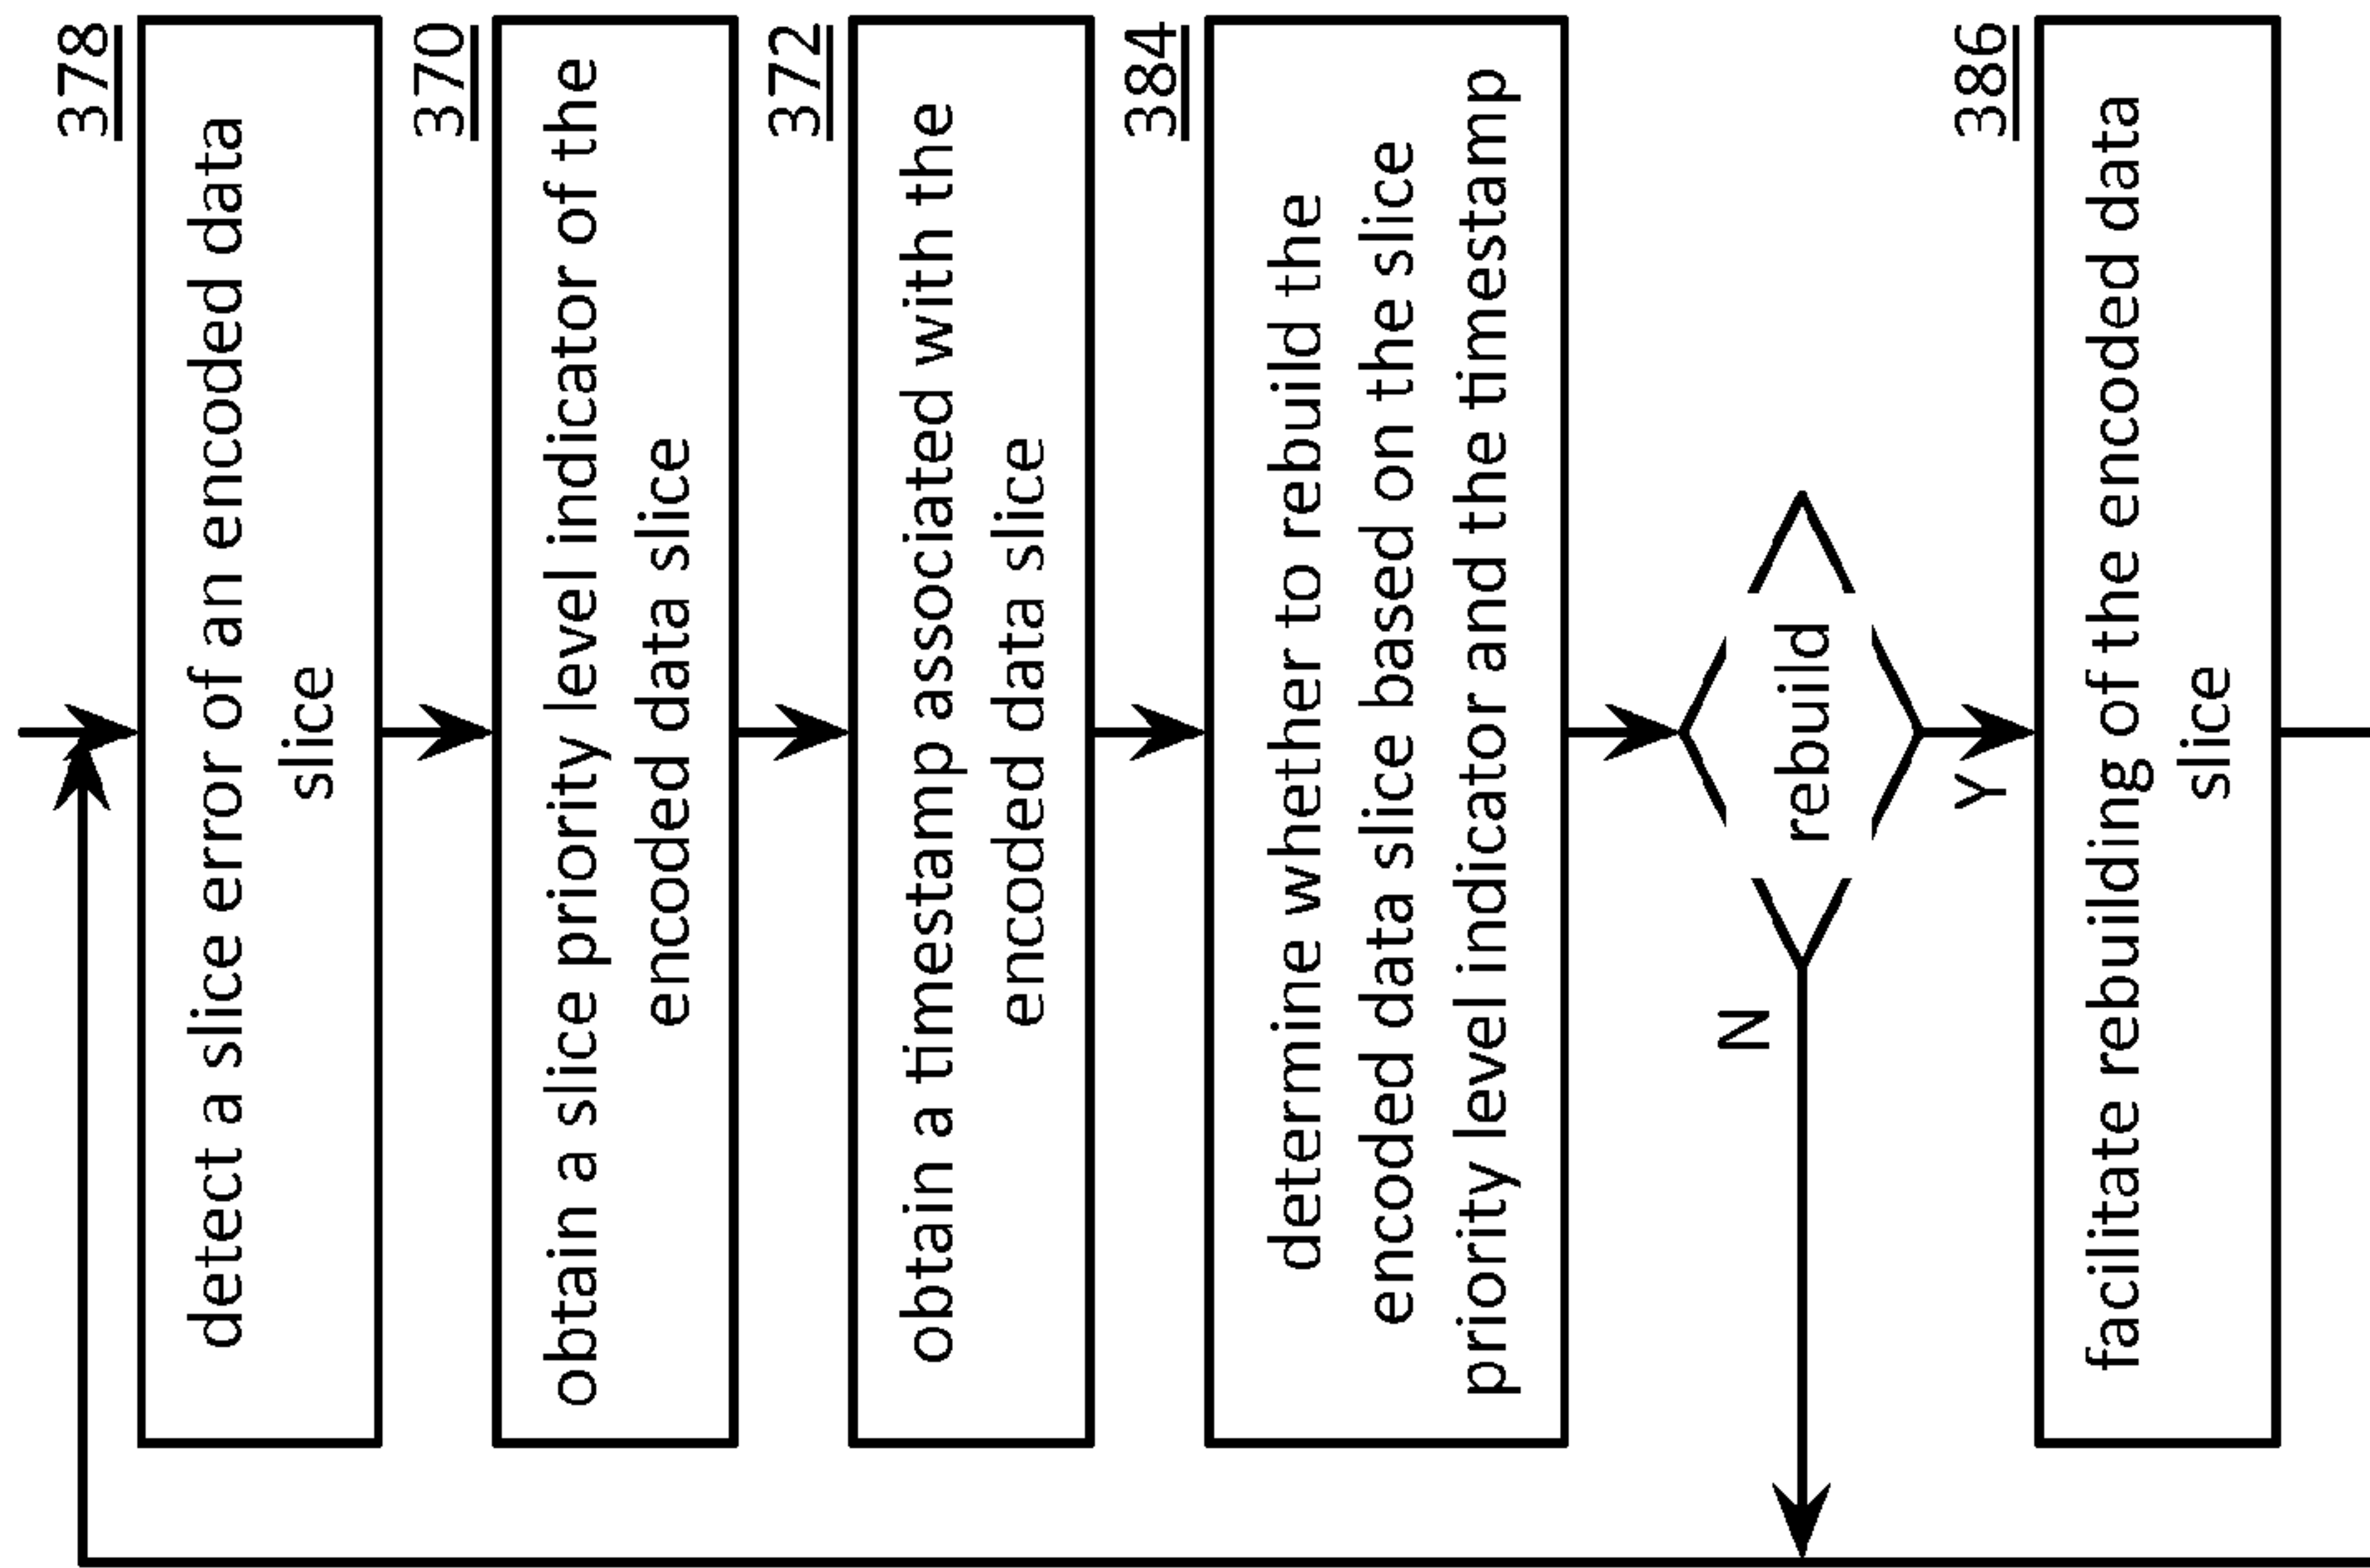 378
detect a slice error of an encoded data
slice
370
obtain a slice priority level indicator of the
encoded data slice
372
obtain a timestamp associated with the
encoded data slice
384
determine whether to rebuild the
encoded data slice based on the slice
priority level indicator and the timestamp
rebuild
N
Y
386
facilitate rebuilding of the encoded data
slice